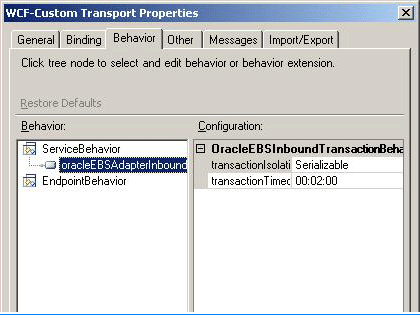 WCF-Custom Transport Properties
General Binding Behavior Other Messages Import/Export
Click tree node to select and edit behavior or behavior extension.
Restore Defaults
Behavior:
Configuration:
ServiceBehavior
oracleEBSAdapterInbound
EndpointBehavior
OracleEBSInboundTransactionBeha
transactionIsolati Serializable
transactionTimeo 00:02:00